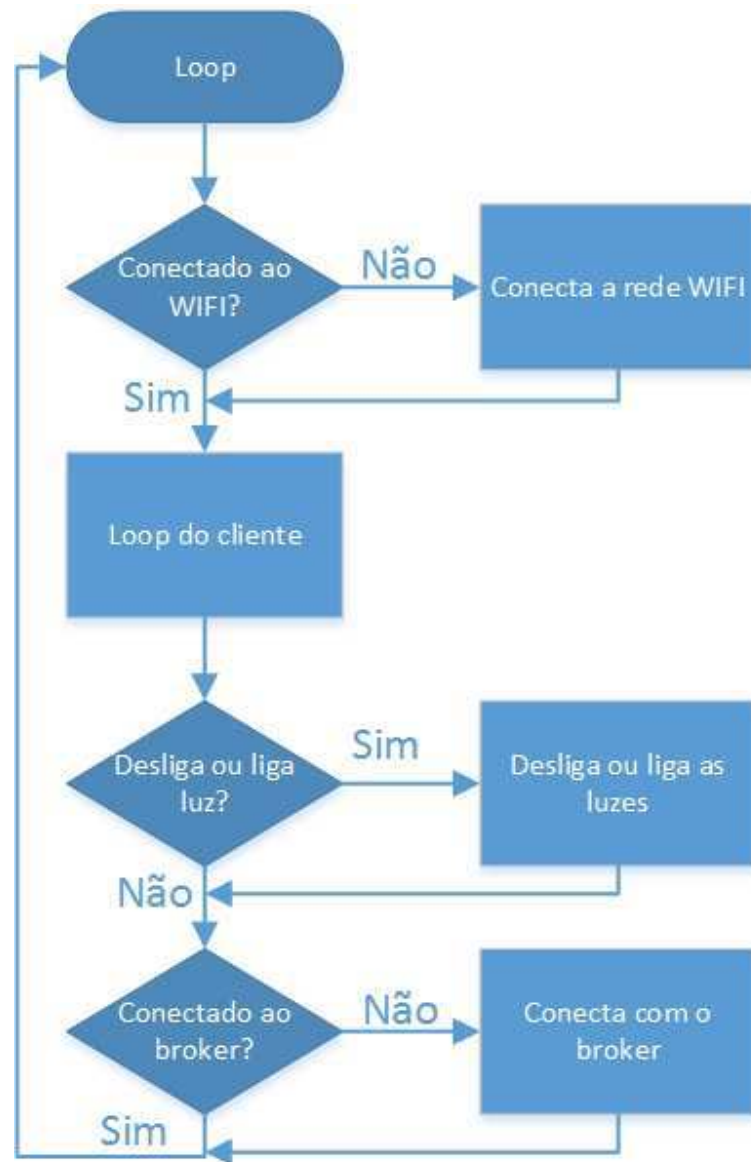 Loop
Conectado ao
WIFI?
Não
Conecta a rede WIFI
Sim
Loop do cliente
Desliga ou liga
luz?
Sim
Desliga ou liga as
luzes
Não
Conectado ao
broker?
Não
Conecta com o
broker
Sim